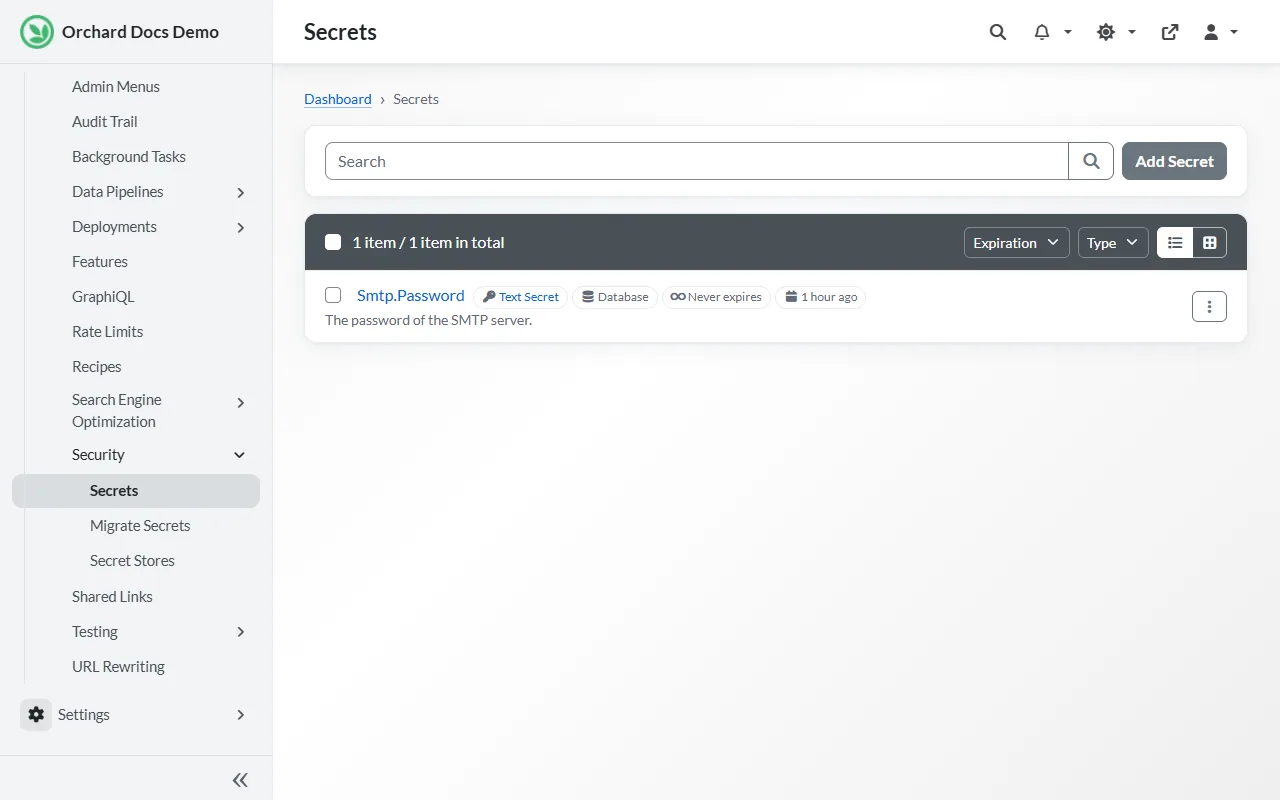 Orchard Docs Demo
Admin Menus
Audit Trail
Background Tasks
Data Pipelines
Deployments
Features
GraphiQL
Rate Limits
Recipes
Search Engine
Optimization
Security
Secrets
Migrate Secrets
Secret Stores
Shared Links
Testing
URL Rewriting
Settings
Secrets
Dashboard › Secrets
Search
Add Secret
1 item / 1 item in total
Expiration
Type
Smtp.Password Text Secret Database Never expires 1 hour ago
The password of the SMTP server.